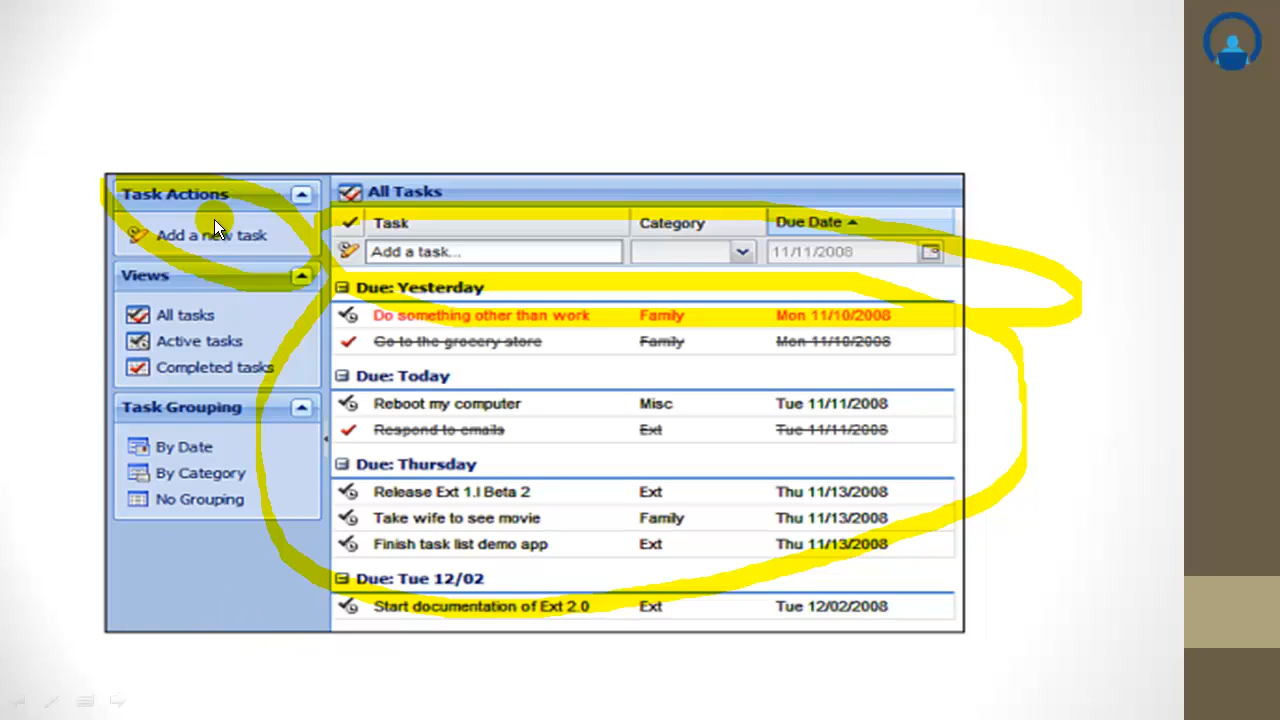 Task Actions
Add a new task
Views
All tasks
Active tasks
Completed tasks
Task Grouping
By Date
By Category
No Grouping
All Tasks
Task Category Due Date
Add a task... 11/11/2008
Due: Yesterday
Do something other than work Family Mon 11/10/2008
Go to the grocery store Family Mon 11/10/2008
Due: Today
Reboot my computer Misc Tue 11/11/2008
Respond to emails Ext Tue 11/11/2008
Due: Thursday
Release Ext 1.1 Beta 2 Ext Thu 11/13/2008
Take wife to see movie Family Thu 11/13/2008
Finish task list demo app Ext Thu 11/13/2008
Due: Tue 12/02
Start documentation of Ext 2.0 Ext Tue 12/02/2008